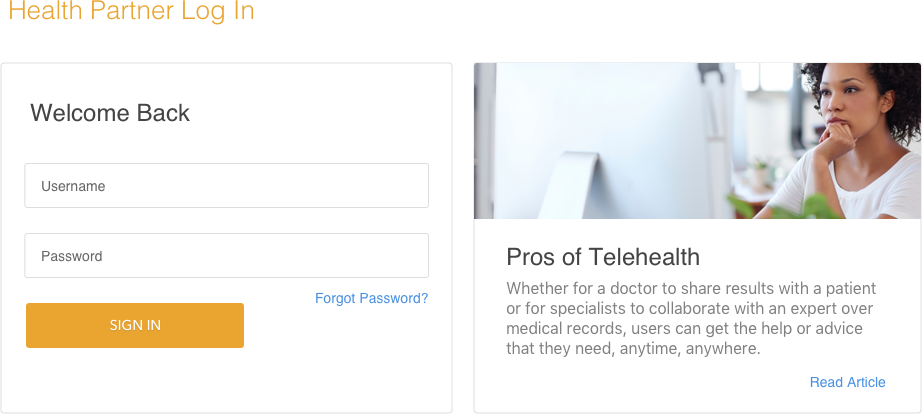 Health Partner Log In
Welcome Back
Username
Password
Forgot Password?
SIGN IN
Pros of Telehealth
Whether for a doctor to share results with a patient
or for specialists to collaborate with an expert over
medical records, users can get the help or advice
that they need, anytime, anywhere.
Read Article